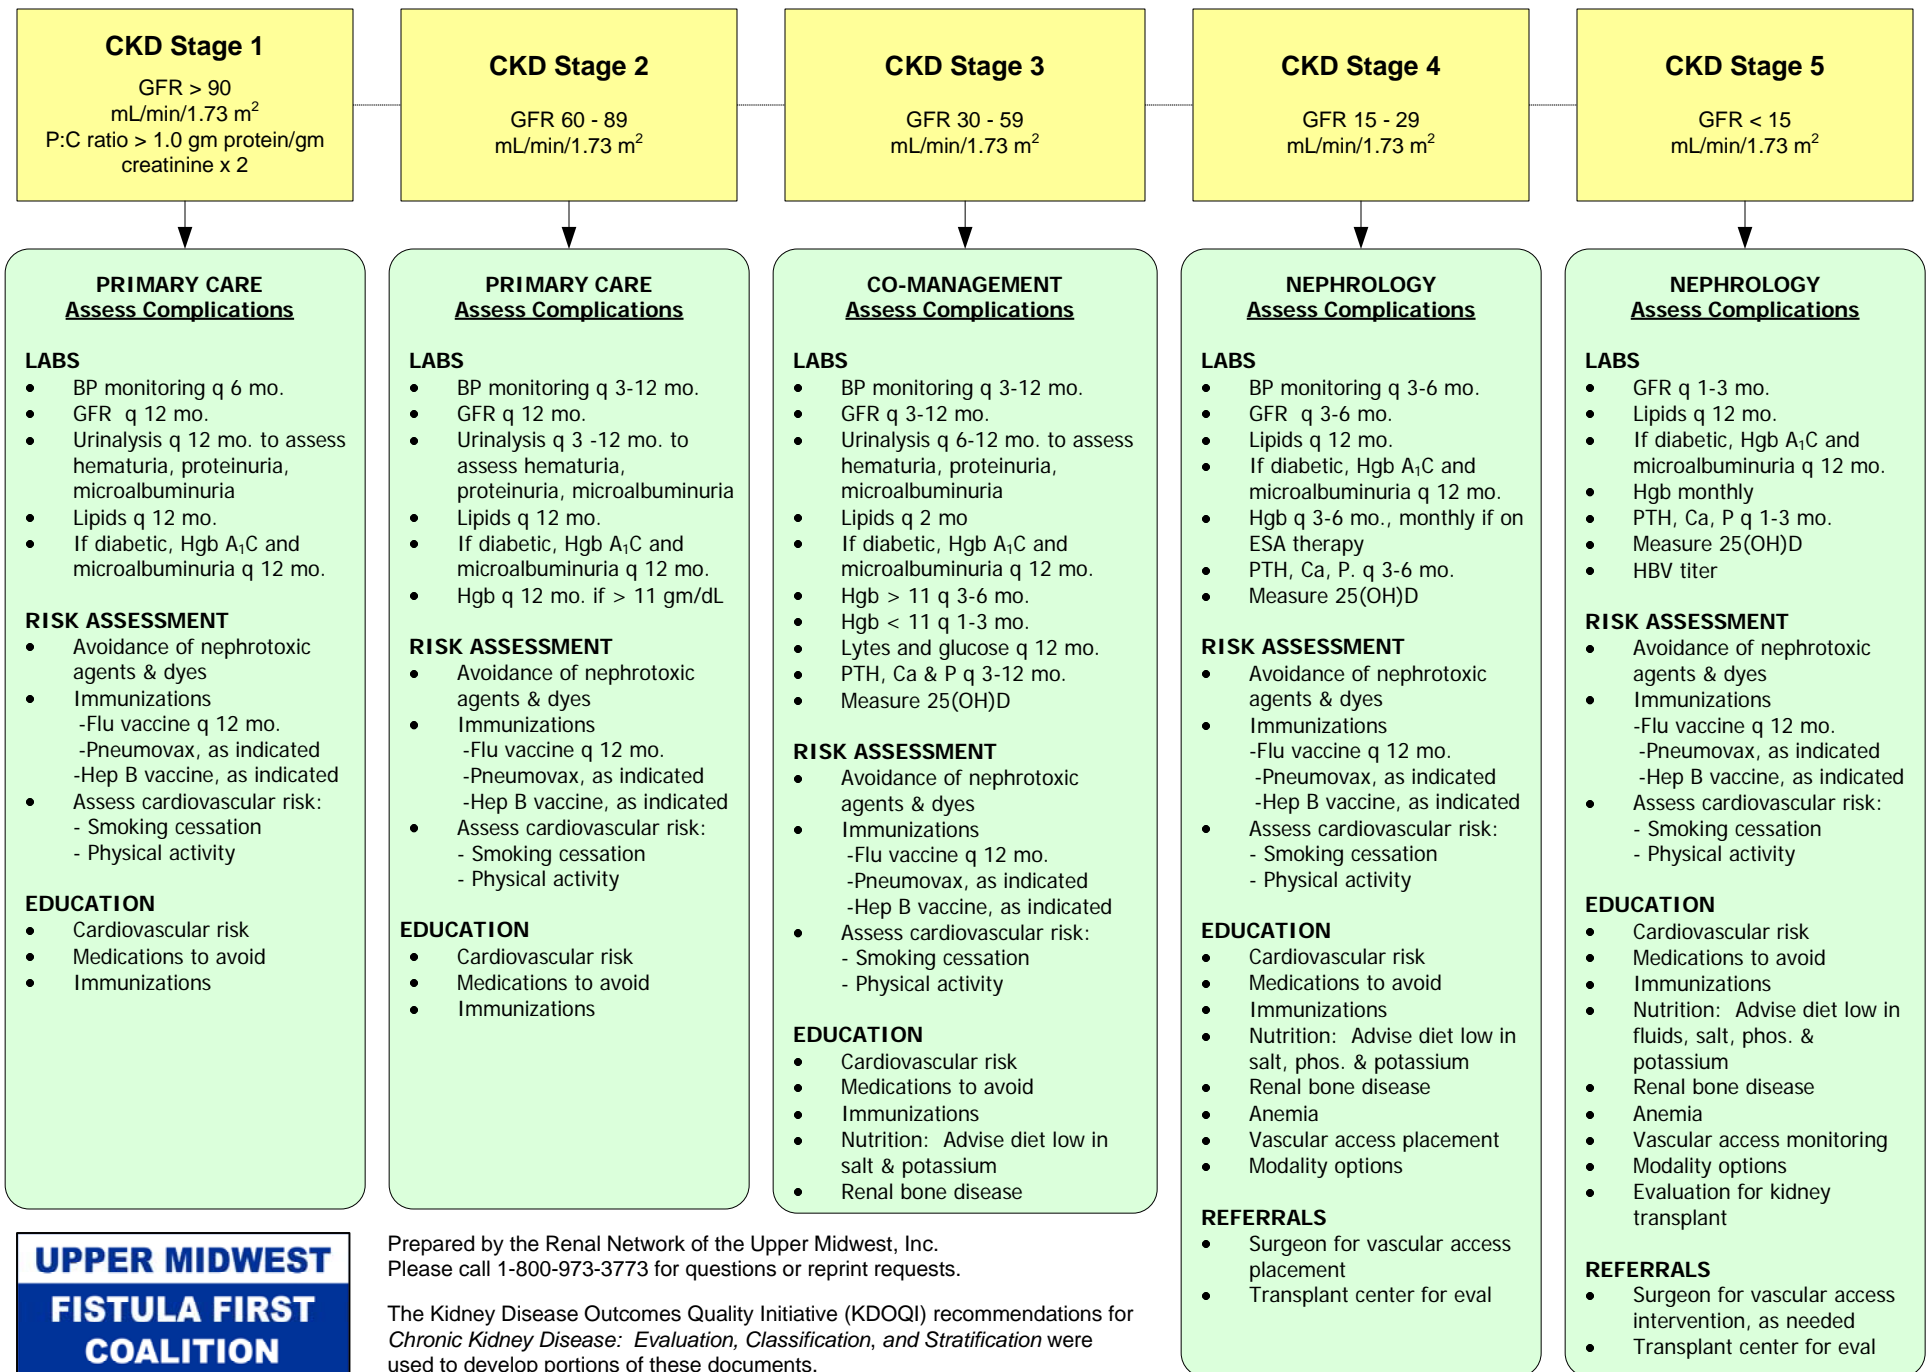 CKD Stage 1
GFR > 90
mL/min/1.73 m²
P:C ratio > 1.0 gm protein/gm
creatinine x 2
CKD Stage 2
GFR 60 - 89
mL/min/1.73 m²
CKD Stage 3
GFR 30 - 59
mL/min/1.73 m²
CKD Stage 4
GFR 15 - 29
mL/min/1.73 m²
CKD Stage 5
GFR < 15
mL/min/1.73 m²
PRIMARY CARE
Assess Complications
LABS
• BP monitoring q 6 mo.
• GFR q 12 mo.
• Urinalysis q 12 mo. to assess
hematuria, proteinuria,
microalbuminuria
• Lipids q 12 mo.
• If diabetic, Hgb A₁C and
microalbuminuria q 12 mo.
RISK ASSESSMENT
• Avoidance of nephrotoxic
agents & dyes
• Immunizations
-Flu vaccine q 12 mo.
-Pneumovax, as indicated
-Hep B vaccine, as indicated
• Assess cardiovascular risk:
- Smoking cessation
- Physical activity
EDUCATION
• Cardiovascular risk
• Medications to avoid
• Immunizations
PRIMARY CARE
Assess Complications
LABS
• BP monitoring q 3-12 mo.
• GFR q 12 mo.
• Urinalysis q 3 -12 mo. to
assess hematuria,
proteinuria, microalbuminuria
• Lipids q 12 mo.
• If diabetic, Hgb A₁C and
microalbuminuria q 12 mo.
• Hgb q 12 mo. if > 11 gm/dL
RISK ASSESSMENT
• Avoidance of nephrotoxic
agents & dyes
• Immunizations
-Flu vaccine q 12 mo.
-Pneumovax, as indicated
-Hep B vaccine, as indicated
• Assess cardiovascular risk:
- Smoking cessation
- Physical activity
EDUCATION
• Cardiovascular risk
• Medications to avoid
• Immunizations
CO-MANAGEMENT
Assess Complications
LABS
• BP monitoring q 3-12 mo.
• GFR q 3-12 mo.
• Urinalysis q 6-12 mo. to assess
hematuria, proteinuria,
microalbuminuria
• Lipids q 2 mo
• If diabetic, Hgb A₁C and
microalbuminuria q 12 mo.
• Hgb > 11 q 3-6 mo.
• Hgb < 11 q 1-3 mo.
• Lytes and glucose q 12 mo.
• PTH, Ca & P q 3-12 mo.
• Measure 25(OH)D
RISK ASSESSMENT
• Avoidance of nephrotoxic
agents & dyes
• Immunizations
-Flu vaccine q 12 mo.
-Pneumovax, as indicated
-Hep B vaccine, as indicated
• Assess cardiovascular risk:
- Smoking cessation
- Physical activity
EDUCATION
• Cardiovascular risk
• Medications to avoid
• Immunizations
• Nutrition: Advise diet low in
salt & potassium
• Renal bone disease
NEPHROLOGY
Assess Complications
LABS
• BP monitoring q 3-6 mo.
• GFR q 3-6 mo.
• Lipids q 12 mo.
• If diabetic, Hgb A₁C and
microalbuminuria q 12 mo.
• Hgb q 3-6 mo., monthly if on
ESA therapy
• PTH, Ca, P. q 3-6 mo.
• Measure 25(OH)D
RISK ASSESSMENT
• Avoidance of nephrotoxic
agents & dyes
• Immunizations
-Flu vaccine q 12 mo.
-Pneumovax, as indicated
-Hep B vaccine, as indicated
• Assess cardiovascular risk:
- Smoking cessation
- Physical activity
EDUCATION
• Cardiovascular risk
• Medications to avoid
• Immunizations
• Nutrition: Advise diet low in
salt, phos. & potassium
• Renal bone disease
• Anemia
• Vascular access placement
• Modality options
REFERRALS
• Surgeon for vascular access
placement
• Transplant center for eval
NEPHROLOGY
Assess Complications
LABS
• GFR q 1-3 mo.
• Lipids q 12 mo.
• If diabetic, Hgb A₁C and
microalbuminuria q 12 mo.
• Hgb monthly
• PTH, Ca, P q 1-3 mo.
• Measure 25(OH)D
• HBV titer
RISK ASSESSMENT
• Avoidance of nephrotoxic
agents & dyes
• Immunizations
-Flu vaccine q 12 mo.
-Pneumovax, as indicated
-Hep B vaccine, as indicated
• Assess cardiovascular risk:
- Smoking cessation
- Physical activity
EDUCATION
• Cardiovascular risk
• Medications to avoid
• Immunizations
• Nutrition: Advise diet low in
fluids, salt, phos. &
potassium
• Renal bone disease
• Anemia
• Vascular access monitoring
• Modality options
• Evaluation for kidney
transplant
REFERRALS
• Surgeon for vascular access
intervention, as needed
• Transplant center for eval
UPPER MIDWEST
FISTULA FIRST
COALITION
Prepared by the Renal Network of the Upper Midwest, Inc.
Please call 1-800-973-3773 for questions or reprint requests.
The Kidney Disease Outcomes Quality Initiative (KDOQI) recommendations for
Chronic Kidney Disease: Evaluation, Classification, and Stratification were
used to develop portions of these documents.